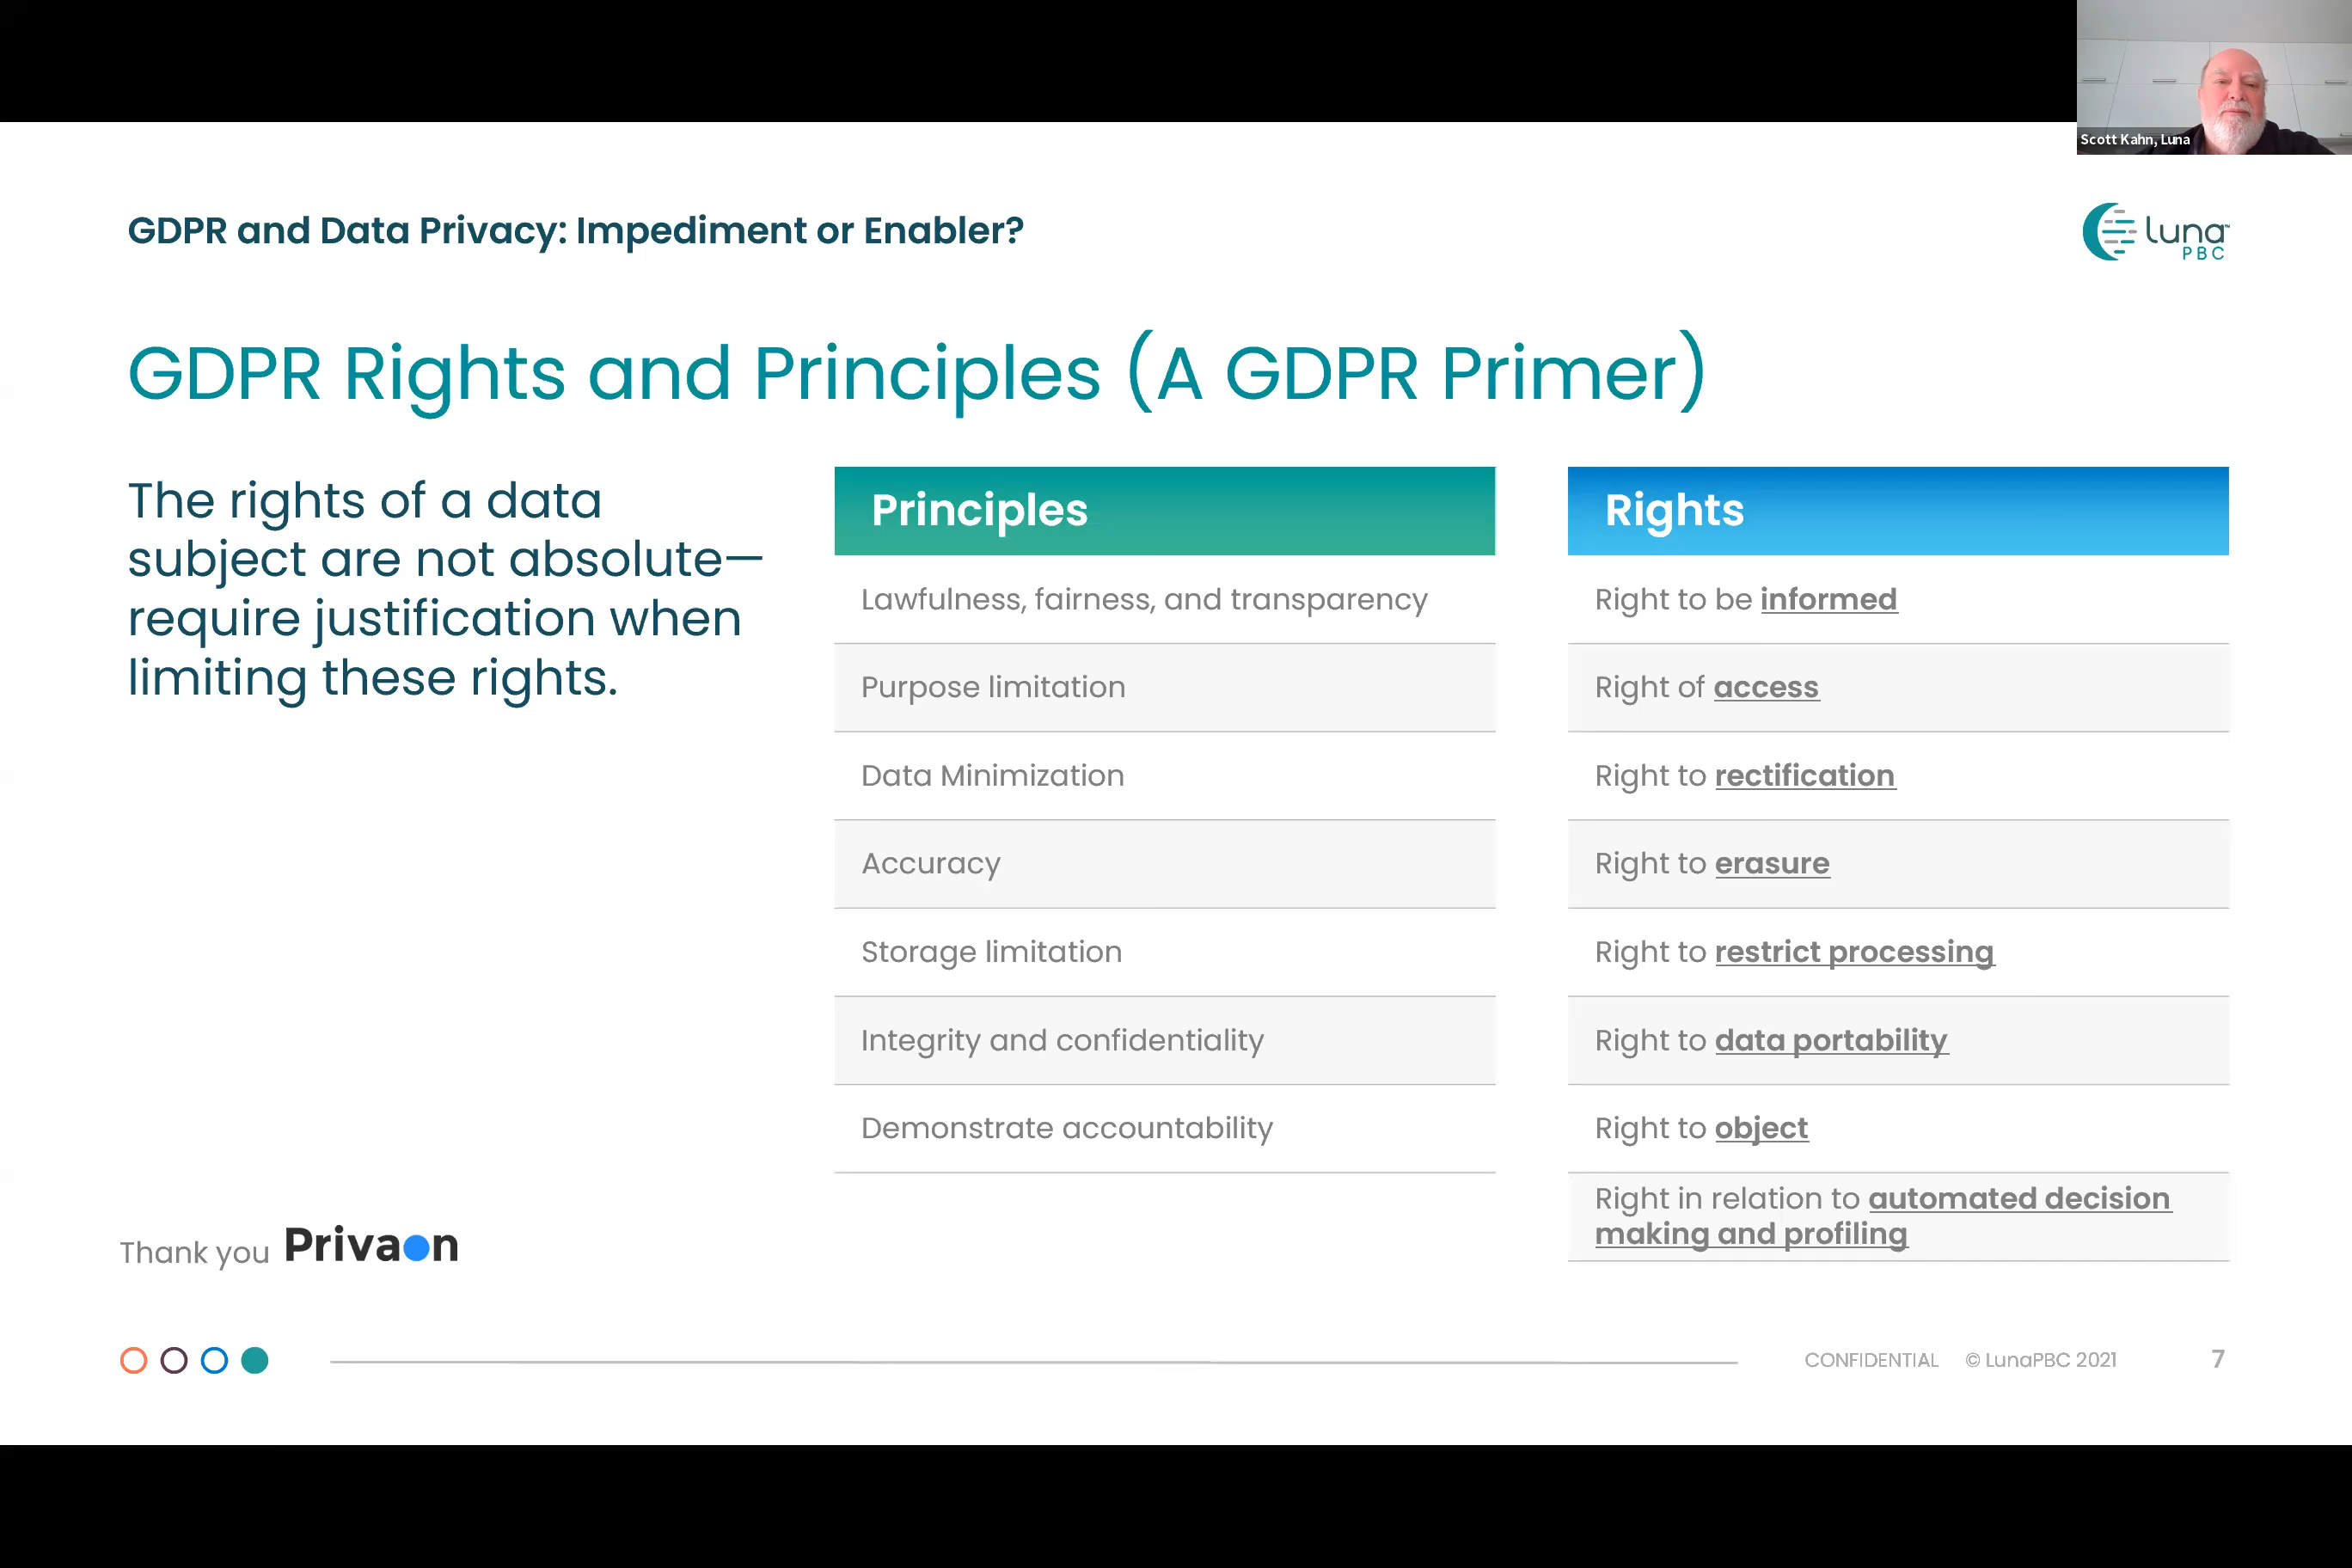 Scott Kahn, Luna
GDPR and Data Privacy: Impediment or Enabler?
luna™
PBC
GDPR Rights and Principles (A GDPR Primer)
The rights of a data
subject are not absolute—
require justification when
limiting these rights.
Principles
Lawfulness, fairness, and transparency
Purpose limitation
Data Minimization
Accuracy
Storage limitation
Integrity and confidentiality
Demonstrate accountability
Rights
Right to be informed
Right of access
Right to rectification
Right to erasure
Right to restrict processing
Right to data portability
Right to object
Right in relation to automated decision
making and profiling
Thank you Privaon
CONFIDENTIAL © LunaPBC 2021 7